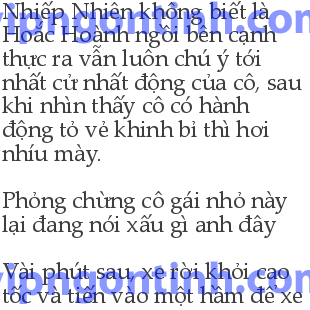 Nhiếp Nhiên không biết là
Hoắc Hoành ngồi bên cạnh
thực ra vẫn luôn chú ý tới
nhất cử nhất động của cô, sau
khi nhìn thấy cô có hành
động tỏ vẻ khinh bỉ thì hơi
nhíu mày.
Phỏng chừng cô gái nhỏ này
lại đang nói xấu gì anh đây
Vài phút sau, xe rời khỏi cao
tốc và tiến vào một hầm để xe